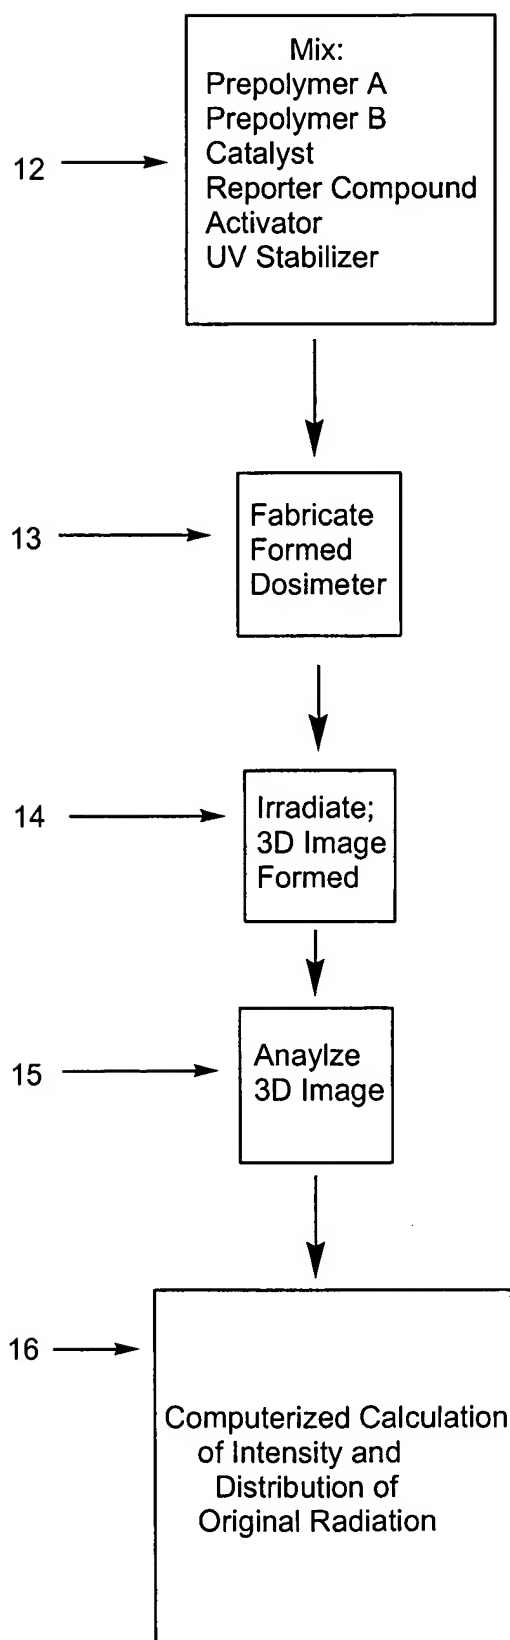 Mix:
Prepolymer A
Prepolymer B
Catalyst
12
Reporter Compound
Activator
UV Stabilizer
13
Fabricate
Formed
Dosimeter
14
Irradiate;
3D Image
Formed
15
Anaylze
3D Image
16
Computerized Calculation
of Intensity and
Distribution of
Original Radiation